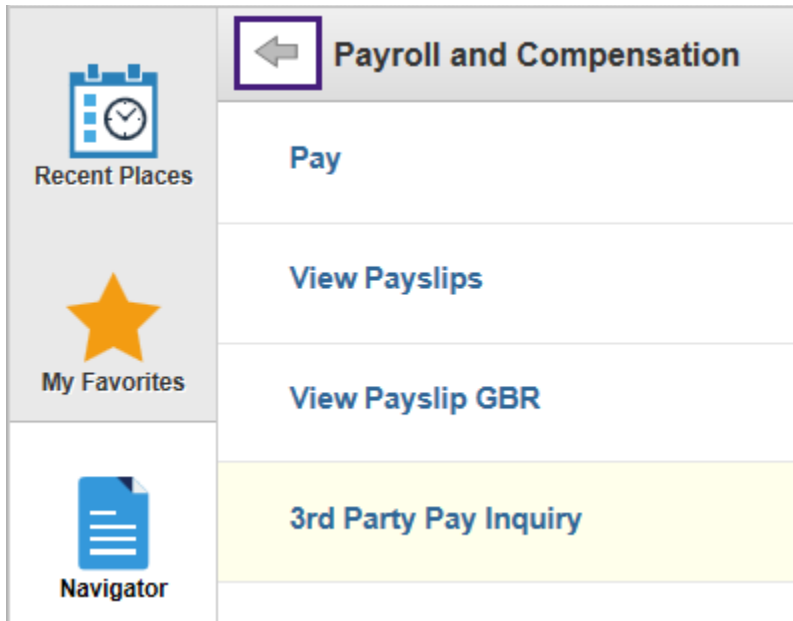 Payroll and Compensation
Recent Places
My Favorites
Navigator
Pay
View Payslips
View Payslip GBR
3rd Party Pay Inquiry